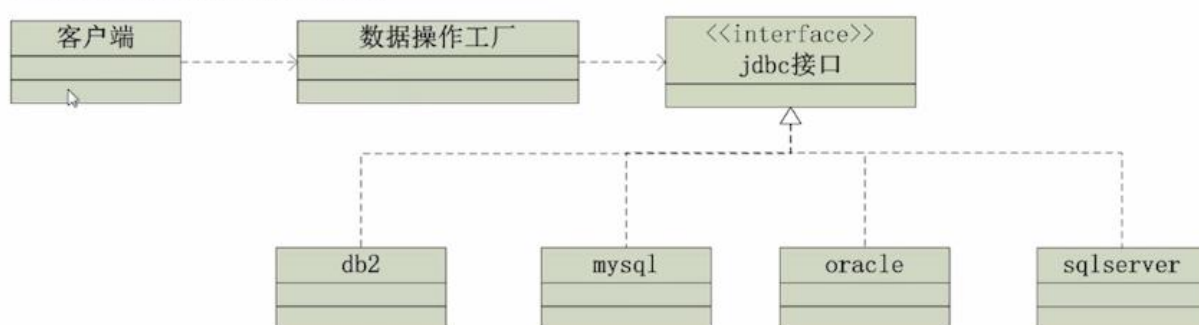 客户端
数据操作工厂
<<interface>>
jdbc接口
db2
mysql
oracle
sqlserver